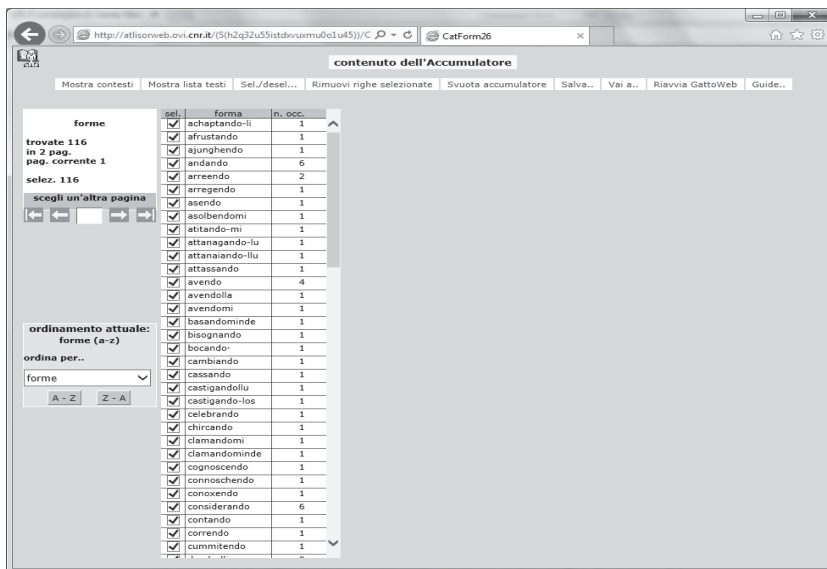 http://atlisorweb.ovi.cnr.it/(S(h2q32u55istdxvuxmu0o1u45))/C
CatForm26
contenuto dell'Accumulatore
Mostra contesti Mostra lista testi Sel./desel... Rimuovi righe selezionate Svuota accumulatore Salva.. Vai a.. Riavvia GattoWeb Guide..
forme
trovate 116
in 2 pag.
pag. corrente 1
selez. 116
scegli un'altra pagina
ordinamento attuale:
forme (a-z)
ordina per..
forme
A - Z Z - A
sel. forma n. occ.
achaptando-li 1
afrustando 1
ajunghendo 1
andando 6
arreendo 2
arregendo 1
asendo 1
asolbendomi 1
atitando-mi 1
attanagando-lu 1
attanaiando-llu 1
attassando 1
avendo 4
avendolla 1
avendomi 1
basandominde 1
bisognando 1
bocando· 1
cambiando 1
cassando 1
castigandollu 1
castigando-los 1
celebrando 1
chircando 1
clamandomi 1
clamandominde 1
cognoscendo 1
connoschendo 1
conoxendo 1
considerando 6
contando 1
correndo 1
cummitendo 1